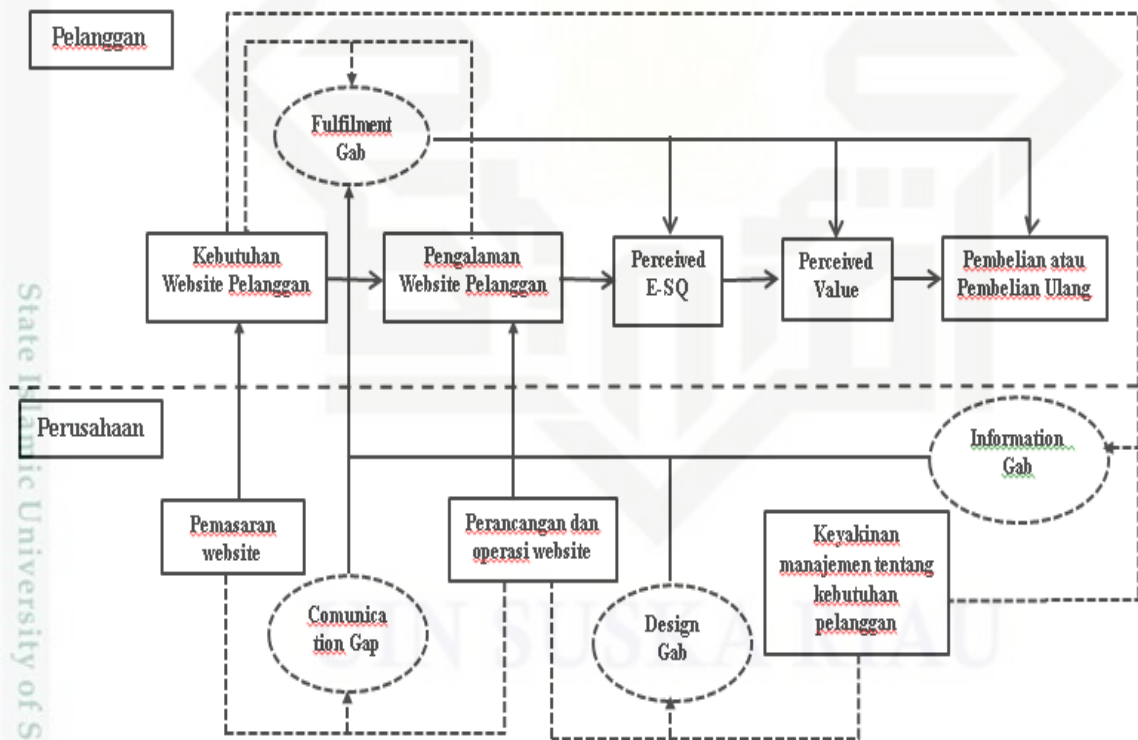 Pelanggan
Fulfilment
Gab
Kebutuhan
Website Pelanggan
Pengalaman
Website Pelanggan
Perceived
E-SQ
Perceived
Value
Pembelian atau
Pembelian Ulang
Perusahaan
Information
Gab
Pemasaran
website
Perancangan dan
operasi website
Keyakinan
manajemen tentang
kebutuhan
pelanggan
Comunica
tion Gap
Design
Gab
UIN SUSKA RIAU
State Islamic University of S